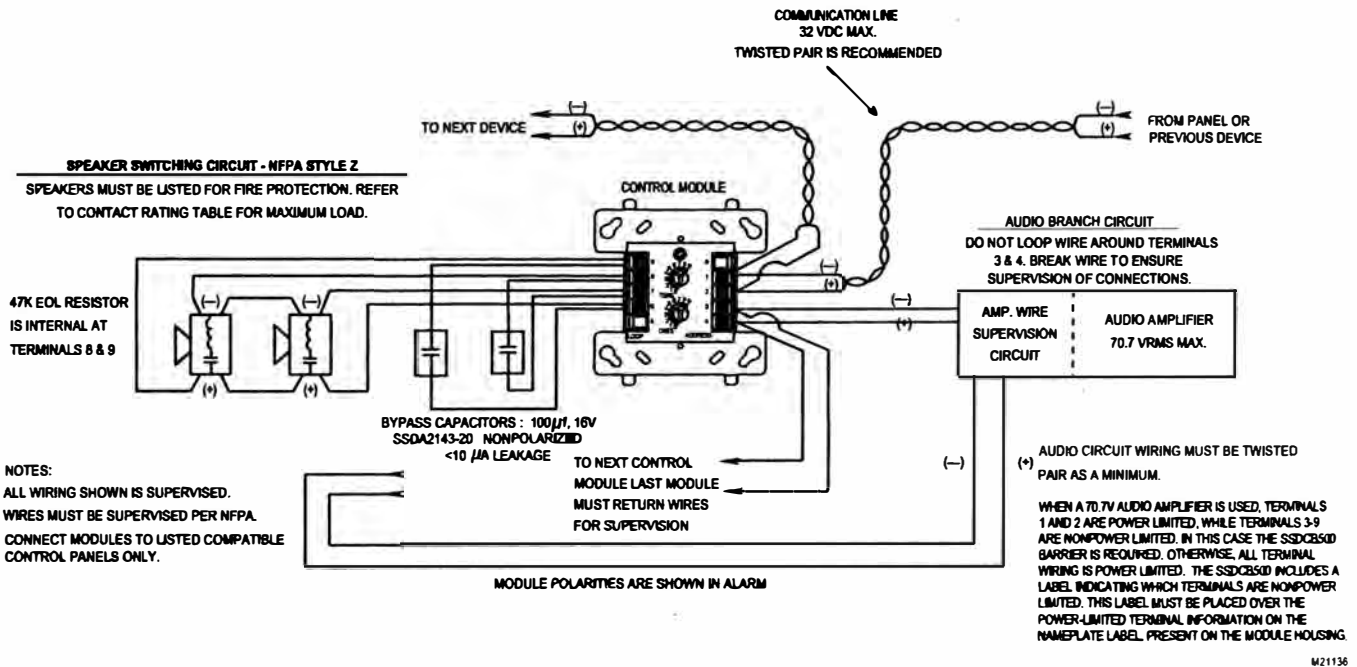 COMMUNICATION LINE
32 VDC MAX.
TWISTED PAIR IS RECOMMENDED
(—)
(+)
TO NEXT DEVICE
(—)
(+)
FROM PANEL OR
PREVIOUS DEVICE
SPEAKER SWITCHING CIRCUIT - NFPA STYLE Z
SPEAKERS MUST BE LISTED FOR FIRE PROTECTION. REFER
TO CONTACT RATING TABLE FOR MAXIMUM LOAD.
CONTROL MODULE
AUDIO BRANCH CIRCUIT
DO NOT LOOP WIRE AROUND TERMINALS
3 & 4. BREAK WIRE TO ENSURE
SUPERVISION OF CONNECTIONS.
(—)
(+)
47K EOL RESISTOR
IS INTERNAL AT
TERMINALS 8 & 9
(—)
(—)
(+)
(+)
LOOP
ADDRESS
(—)
(+)
AMP. WIRE
SUPERVISION
CIRCUIT
AUDIO AMPLIFIER
70.7 VRMS MAX.
BYPASS CAPACITORS : 100µf, 16V
SSDA2143-20 NONPOLARIZED
<10 µA LEAKAGE
TO NEXT CONTROL
MODULE LAST MODULE
MUST RETURN WIRES
FOR SUPERVISION
(—)
(+)
AUDIO CIRCUIT WIRING MUST BE TWISTED
PAIR AS A MINIMUM.
NOTES:
ALL WIRING SHOWN IS SUPERVISED.
WIRES MUST BE SUPERVISED PER NFPA.
CONNECT MODULES TO LISTED COMPATIBLE
CONTROL PANELS ONLY.
MODULE POLARITIES ARE SHOWN IN ALARM
WHEN A 70.7V AUDIO AMPLIFIER IS USED, TERMINALS
1 AND 2 ARE POWER LIMITED, WHILE TERMINALS 3-9
ARE NONPOWER LIMITED. IN THIS CASE THE SSDCB500
BARRIER IS REQUIRED. OTHERWISE, ALL TERMINAL
WIRING IS POWER LIMITED. THE SSDCB500 INCLUDES A
LABEL INDICATING WHICH TERMINALS ARE NONPOWER
LIMITED. THIS LABEL MUST BE PLACED OVER THE
POWER-LIMITED TERMINAL INFORMATION ON THE
NAMEPLATE LABEL PRESENT ON THE MODULE HOUSING.
M21136